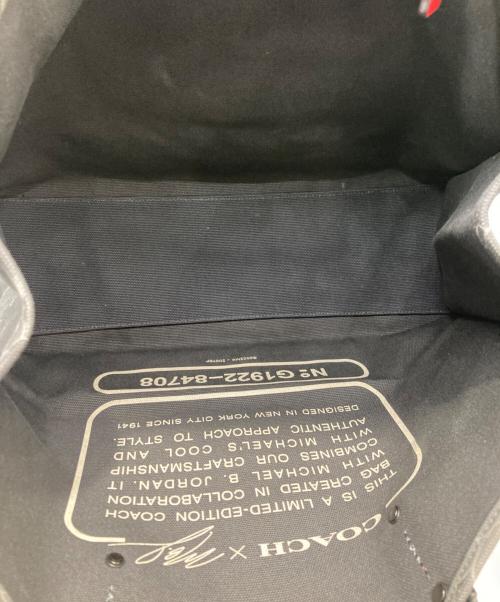 COACH ×
THIS IS A LIMITED-EDITION COACH
BAG CREATED IN COLLABORATION
WITH MICHAEL B. JORDAN. IT
COMBINES OUR CRAFTSMANSHIP
WITH MICHAEL'S COOL AND
AUTHENTIC APPROACH TO STYLE.
DESIGNED IN NEW YORK CITY SINCE 1941
Nº G1922-84708